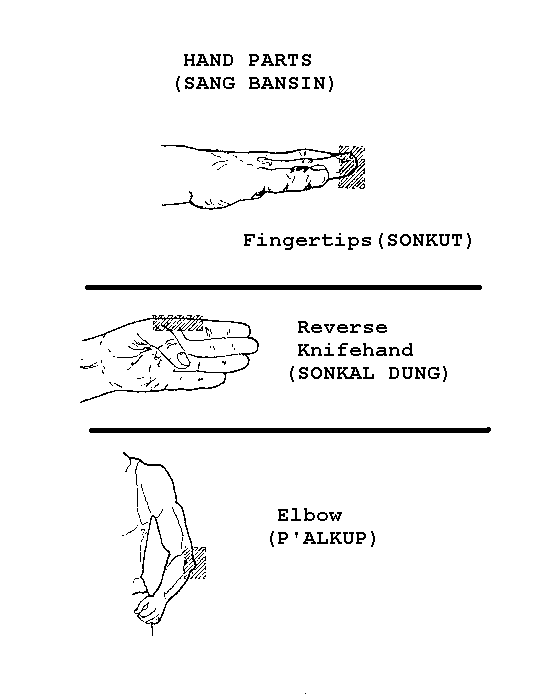 HAND PARTS
(SANG BANSIN)
Fingertips(SONKUT)
Reverse
Knifehand
(SONKAL DUNG)
Elbow
(P'ALKUP)